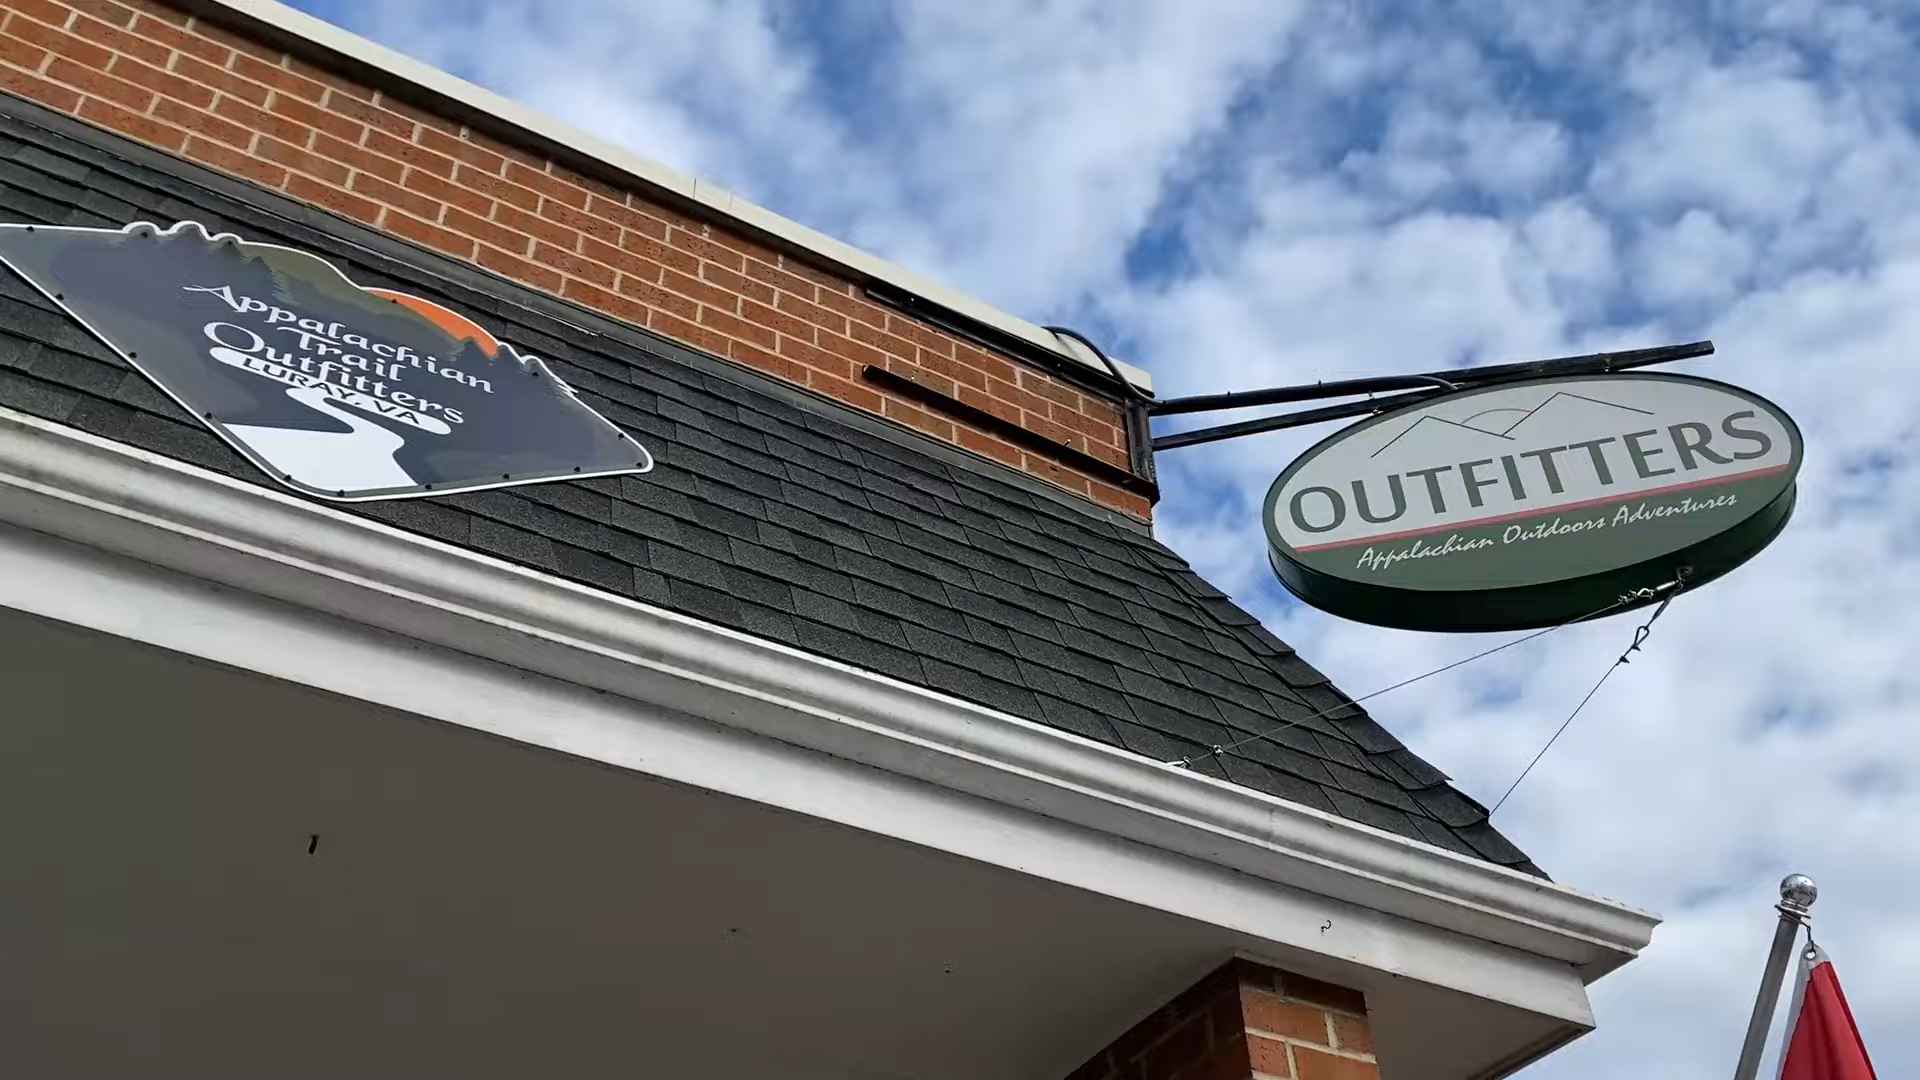 Appalachian
Trail
Outfitters
LURAY, VA
OUTFITTERS
Appalachian Outdoors Adventures